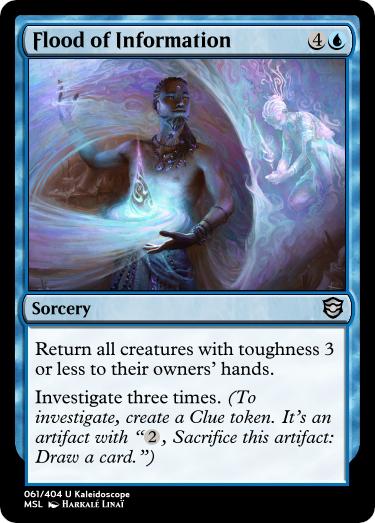 Flood of Information 4
Sorcery
Return all creatures with toughness 3
or less to their owners' hands.
Investigate three times. (To
investigate, create a Clue token. It's an
artifact with “2, Sacrifice this artifact:
Draw a card.”)
061/404 U Kaleidoscope
MSL Harkalé Linaï